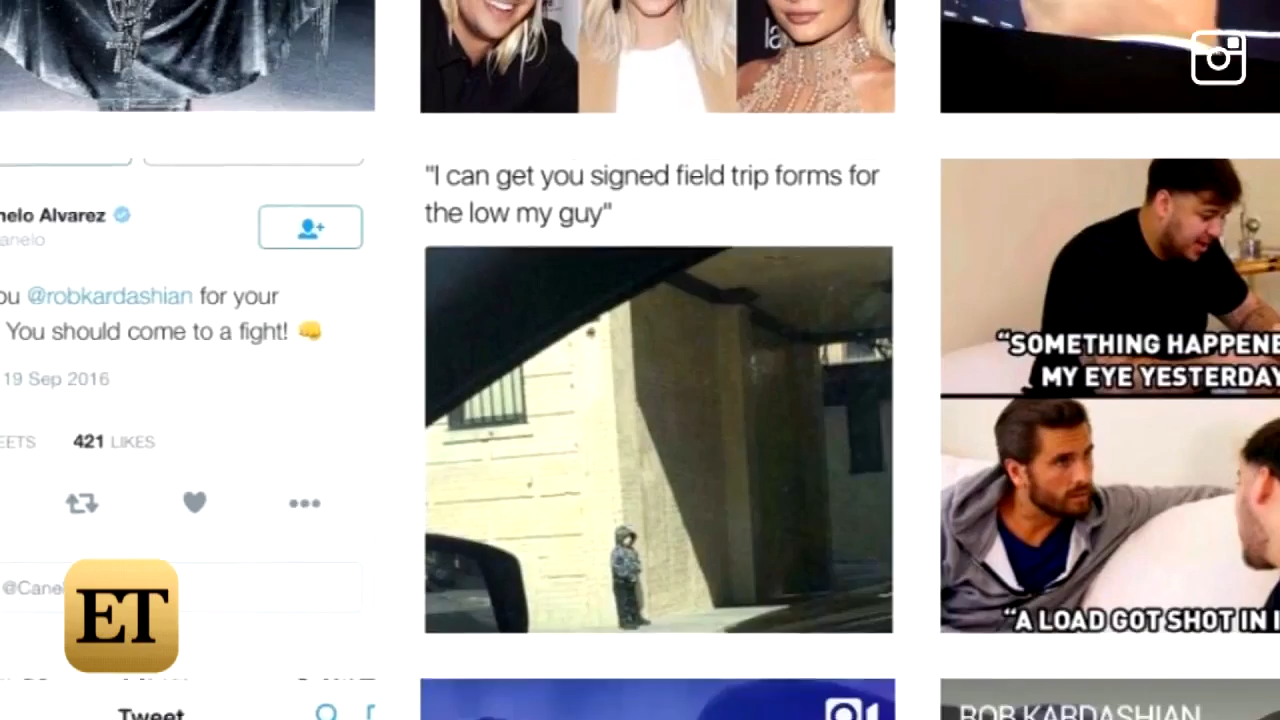 la
nelo Alvarez
anelo
ou @robkardashian for your
You should come to a fight! 👊
19 Sep 2016
EETS 421 LIKES
@Cane
ET
Tweet
"I can get you signed field trip forms for
the low my guy"
"SOMETHING HAPPENE
MY EYE YESTERDAY
"A LOAD GOT SHOT IN
ROB KARDASHIAN